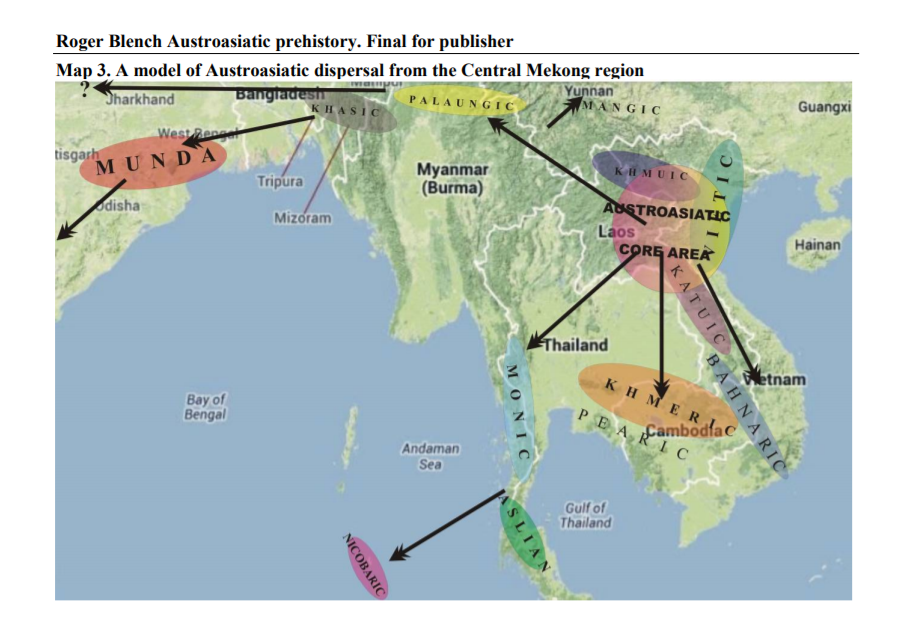 Roger Blench Austroasiatic prehistory. Final for publisher
Map 3. A model of Austroasiatic dispersal from the Central Mekong region
?
Jharkhand
Bangladesh
Manipur
PALAUNGIC
Yunnan
MANGIC
Guangxi
KHASIC
West Bengal
tisgarh
MUNDA
Tripura
Myanmar
(Burma)
KHMUIC
VIETIC
Odisha
Mizoram
AUSTROASIATIC
Laos
CORE AREA
Hainan
KATUIC
Thailand
MONIC
KHMERIC
BAHNARIC
Vietnam
Bay of
Bengal
PEARIC
Cambodia
Andaman
Sea
ASLIAN
Gulf of
Thailand
NICOBARIC